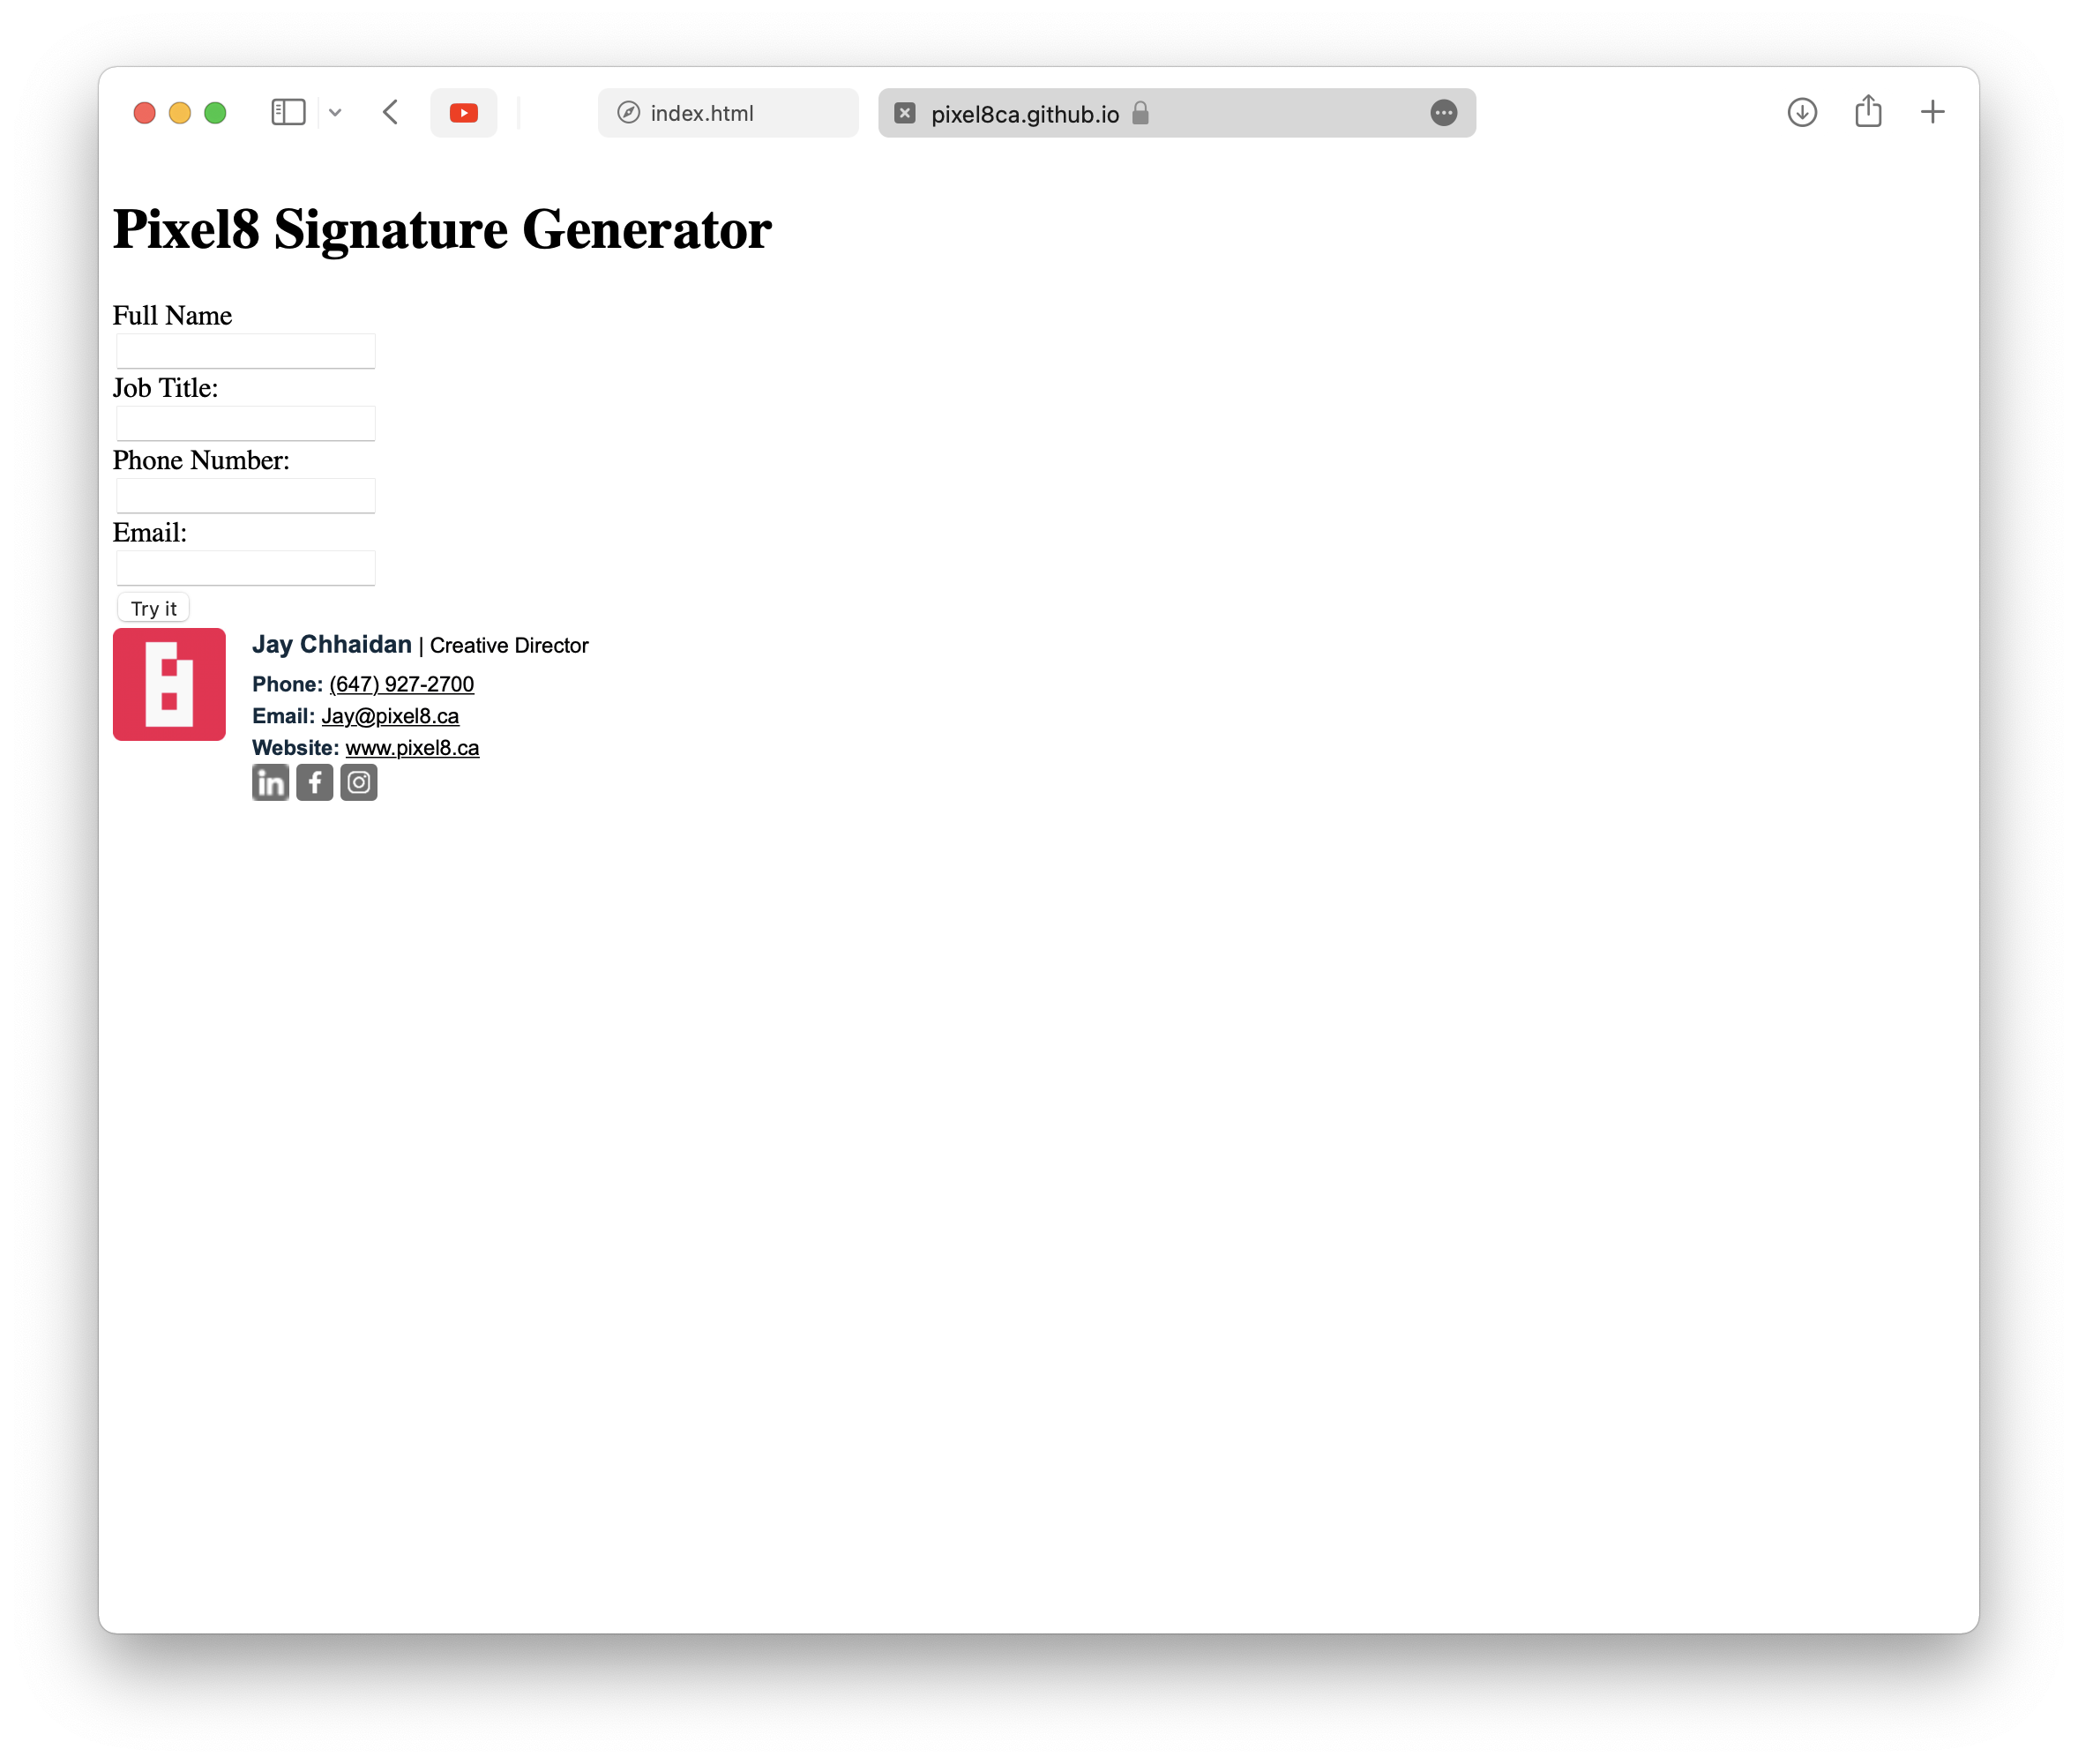 index.html
pixel8ca.github.io
Pixel8 Signature Generator
Full Name
Job Title:
Phone Number:
Email:
Try it
Jay Chhaidan | Creative Director
Phone: (647) 927-2700
Email: Jay@pixel8.ca
Website: www.pixel8.ca
in f